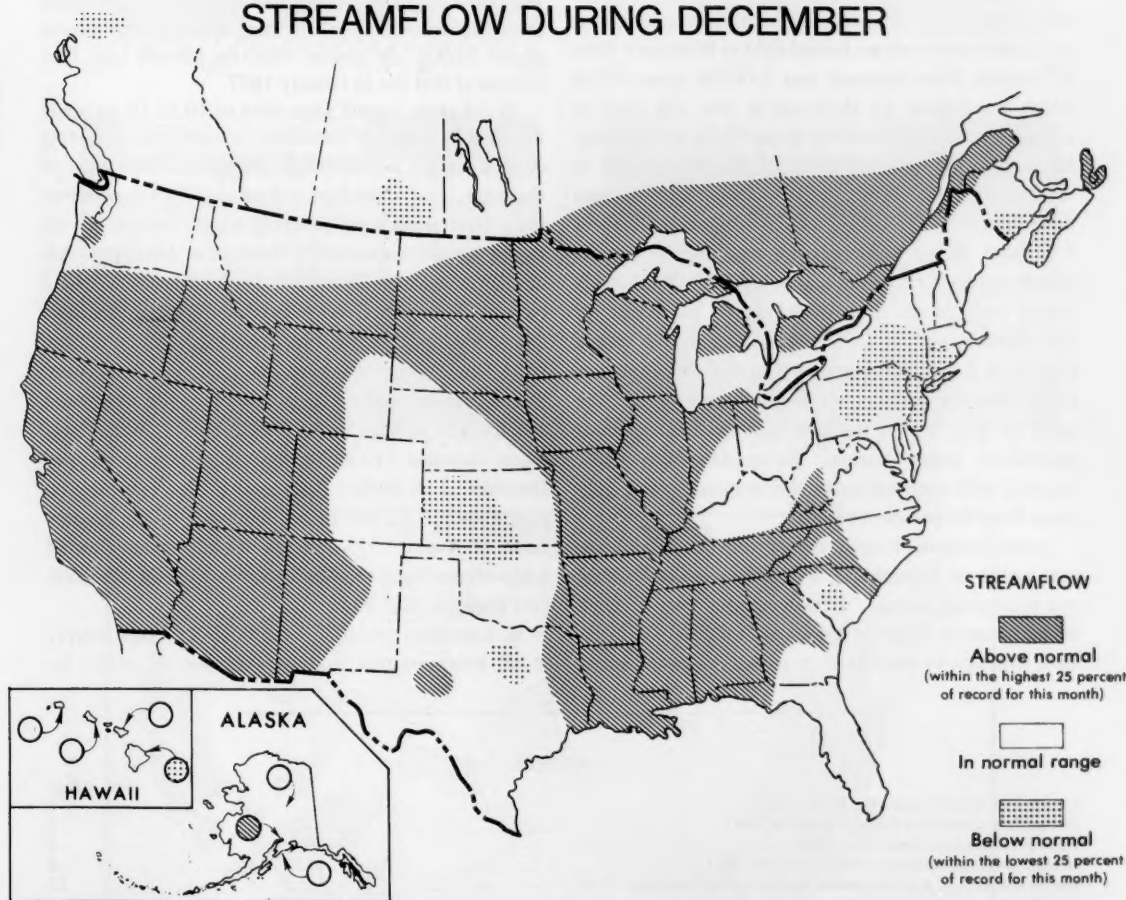 STREAMFLOW DURING DECEMBER
STREAMFLOW
Above normal
(within the highest 25 percent
of record for this month)
In normal range
Below normal
(within the lowest 25 percent
of record for this month)
ALASKA
HAWAII